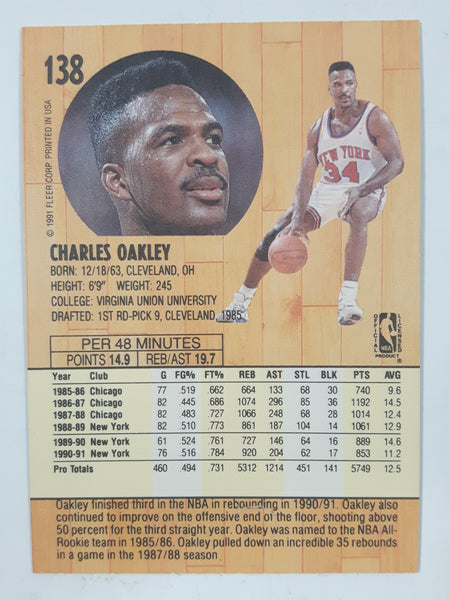 138
© 1991 FLEER CORP. PRINTED IN USA
NEW YORK
34
CHARLES OAKLEY
BORN: 12/18/63, CLEVELAND, OH
HEIGHT: 6'9" WEIGHT: 245
COLLEGE: VIRGINIA UNION UNIVERSITY
DRAFTED: 1ST RD-PICK 9, CLEVELAND, 1985
OFFICIAL LICENSED
NBA
PRODUCT ®
PER 48 MINUTES
POINTS 14.9 REB/AST 19.7
Year Club G FG% FT% REB AST STL BLK PTS AVG
1985-86 Chicago 77 .519 .662 664 133 68 30 740 9.6
1986-87 Chicago 82 .445 .686 1074 296 85 36 1192 14.5
1987-88 Chicago 82 .483 .727 1066 248 68 28 1014 12.4
1988-89 New York 82 .510 .773 861 187 104 14 1061 12.9
1989-90 New York 61 .524 .761 727 146 64 16 889 14.6
1990-91 New York 76 .516 .784 920 204 62 17 853 11.2
Pro Totals 460 .494 .731 5312 1214 451 141 5749 12.5
Oakley finished third in the NBA in rebounding in 1990/91. Oakley also
continued to improve on the offensive end of the floor, shooting above
50 percent for the third straight year. Oakley was named to the NBA All-
Rookie team in 1985/86. Oakley pulled down an incredible 35 rebounds
in a game in the 1987/88 season.